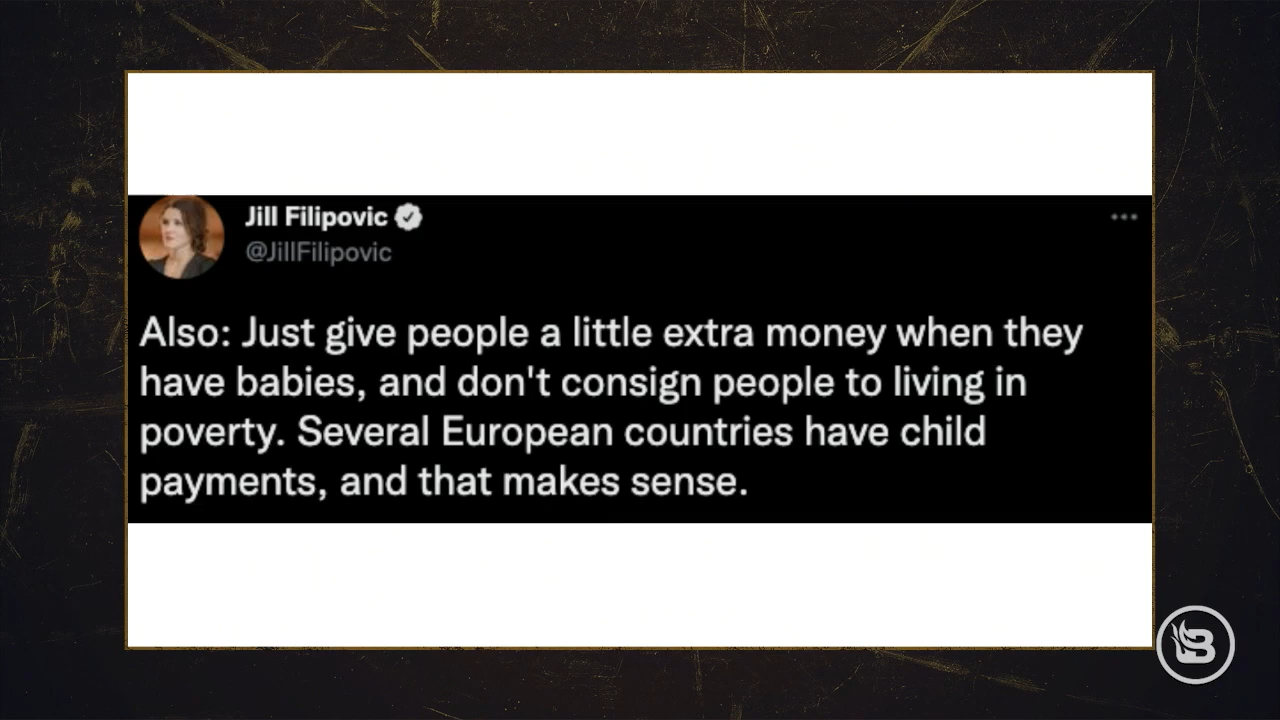 Jill Filipovic
@JillFilipovic
Also: Just give people a little extra money when they
have babies, and don't consign people to living in
poverty. Several European countries have child
payments, and that makes sense.
B